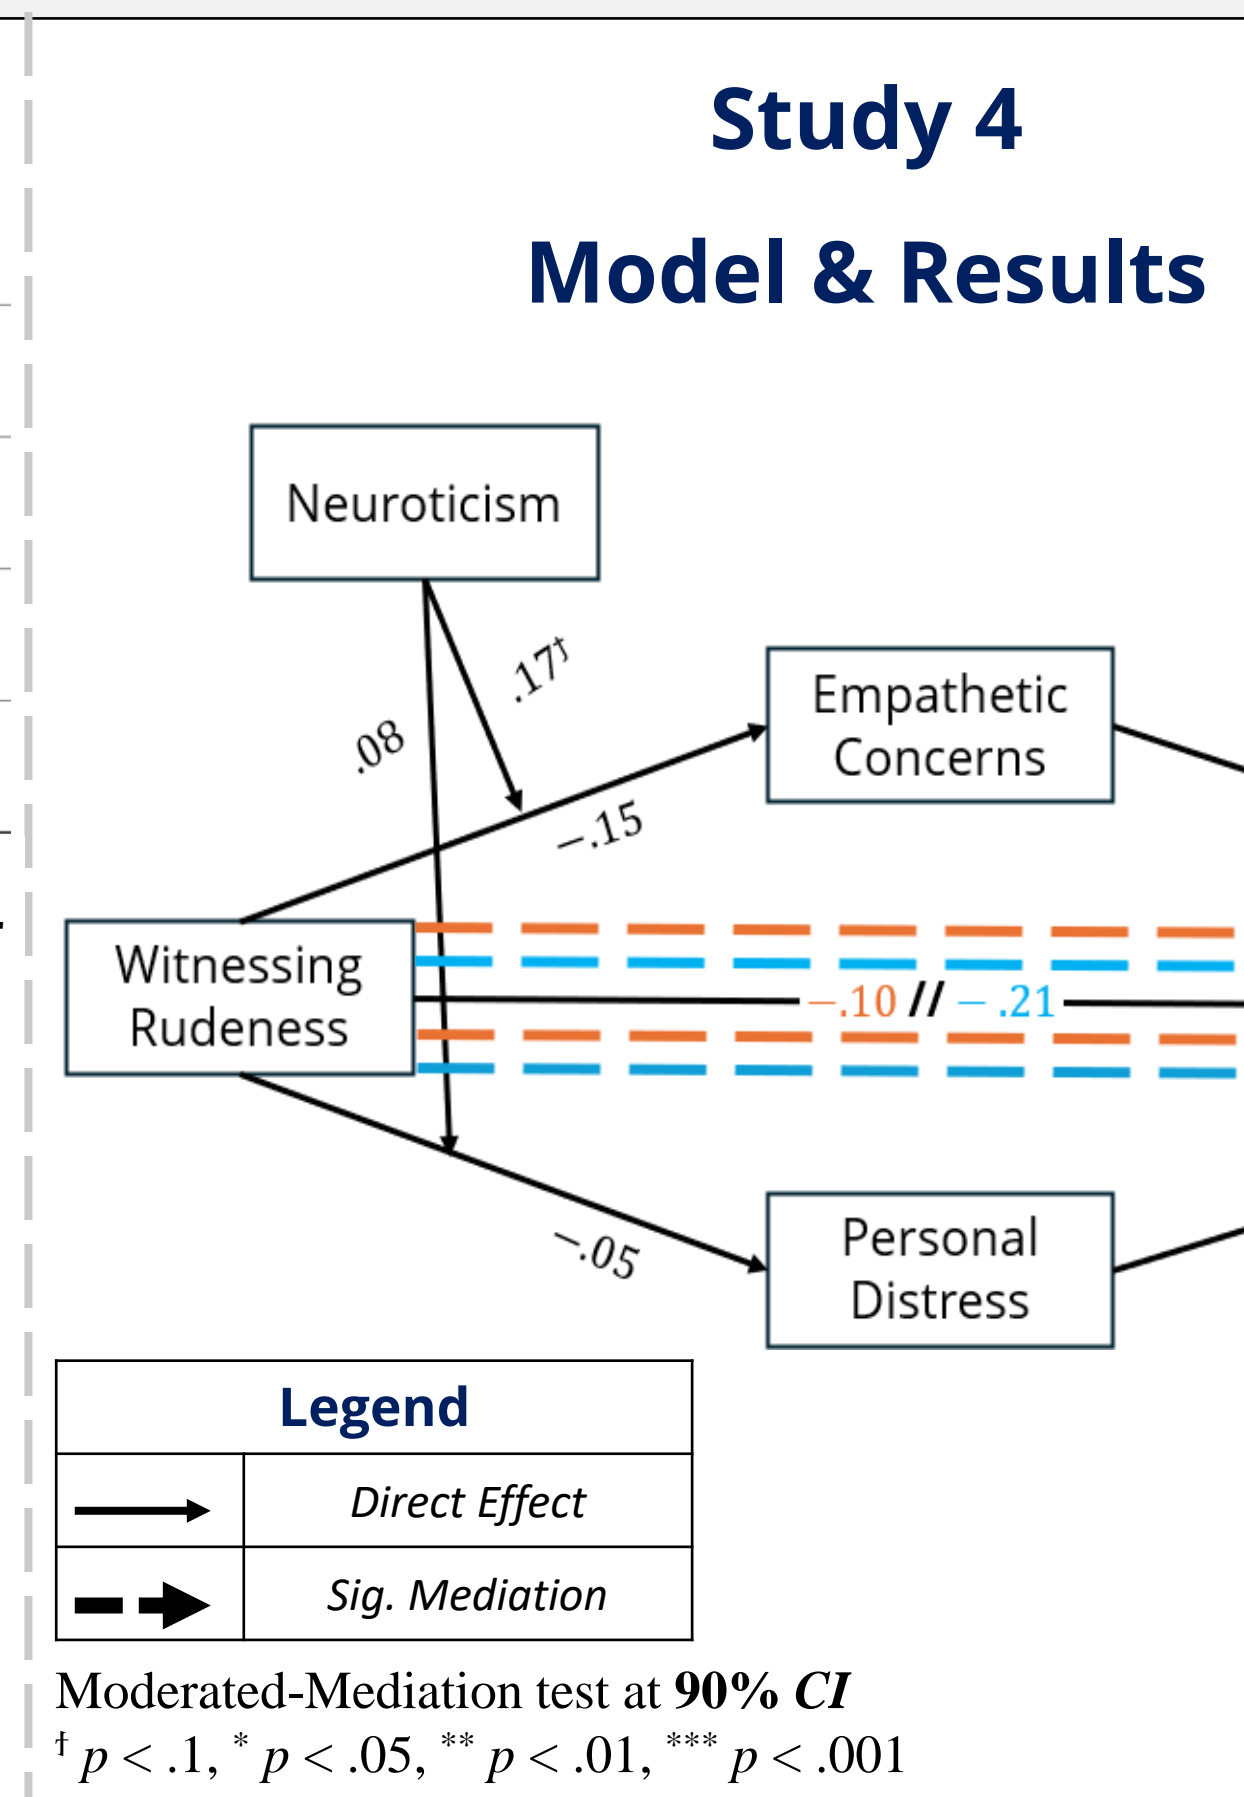 Study 4
Model & Results
Neuroticism
.17†
.08
Empathetic
Concerns
−.15
Witnessing
Rudeness
−.10 // − .21
−.05
Personal
Distress
Legend
Direct Effect
Sig. Mediation
Moderated-Mediation test at 90% CI
† p < .1, * p < .05, ** p < .01, *** p < .001